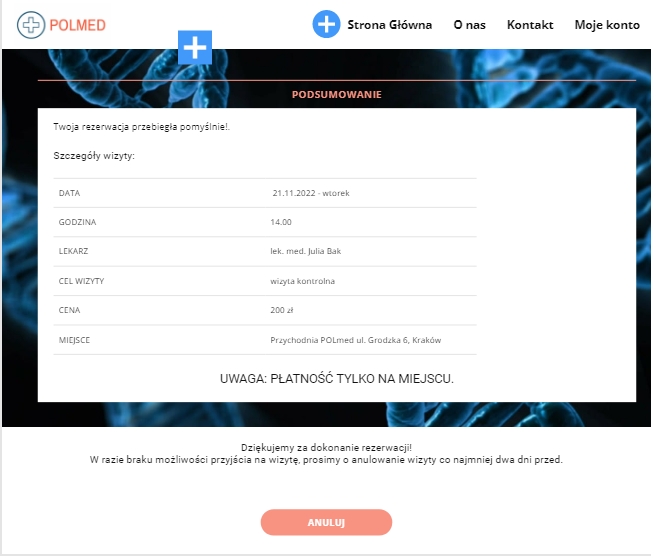 POLMED
Strona Główna O nas Kontakt Moje konto
PODSUMOWANIE
Twoja rezerwacja przebiegła pomyślnie!.
Szczegóły wizyty:
DATA 21.11.2022 - wtorek
GODZINA 14.00
LEKARZ lek. med. Julia Bak
CEL WIZYTY wizyta kontrolna
CENA 200 zł
MIEJSCE Przychodnia POLmed ul. Grodzka 6, Kraków
UWAGA: PŁATNOŚĆ TYLKO NA MIEJSCU.
Dziękujemy za dokonanie rezerwacji!
W razie braku możliwości przyjścia na wizytę, prosimy o anulowanie wizyty co najmniej dwa dni przed.
ANULUJ